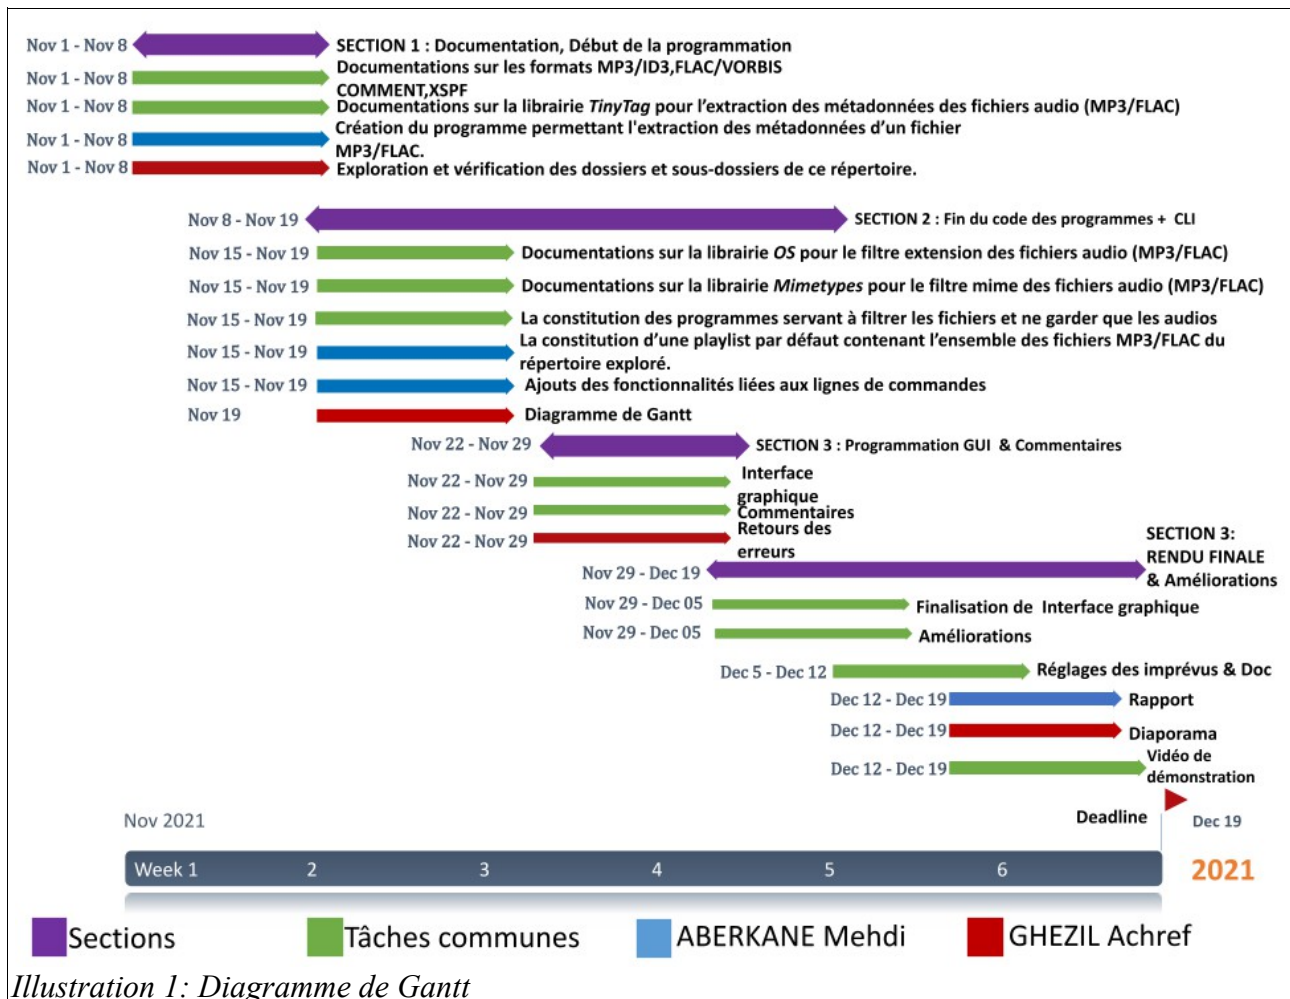 Nov 1 - Nov 8 SECTION 1 : Documentation, Début de la programmation
Nov 1 - Nov 8 Documentations sur les formats MP3/ID3,FLAC/VORBIS
COMMENT,XSPF
Nov 1 - Nov 8 Documentations sur la librairie TinyTag pour l’extraction des métadonnées des fichiers audio (MP3/FLAC)
Nov 1 - Nov 8 Création du programme permettant l'extraction des métadonnées d’un fichier
MP3/FLAC.
Nov 1 - Nov 8 Exploration et vérification des dossiers et sous-dossiers de ce répertoire.
Nov 8 - Nov 19 SECTION 2 : Fin du code des programmes + CLI
Nov 15 - Nov 19 Documentations sur la librairie OS pour le filtre extension des fichiers audio (MP3/FLAC)
Nov 15 - Nov 19 Documentations sur la librairie Mimetypes pour le filtre mime des fichiers audio (MP3/FLAC)
Nov 15 - Nov 19 La constitution des programmes servant à filtrer les fichiers et ne garder que les audios
Nov 15 - Nov 19 La constitution d’une playlist par défaut contenant l’ensemble des fichiers MP3/FLAC du
répertoire exploré.
Nov 15 - Nov 19 Ajouts des fonctionnalités liées aux lignes de commandes
Nov 19 Diagramme de Gantt
Nov 22 - Nov 29 SECTION 3 : Programmation GUI & Commentaires
Nov 22 - Nov 29 Interface
graphique
Nov 22 - Nov 29 Commentaires
Nov 22 - Nov 29 Retours des
erreurs
Nov 29 - Dec 19 SECTION 3:
RENDU FINALE
& Améliorations
Nov 29 - Dec 05 Finalisation de Interface graphique
Nov 29 - Dec 05 Améliorations
Dec 5 - Dec 12 Réglages des imprévus & Doc
Dec 12 - Dec 19 Rapport
Dec 12 - Dec 19 Diaporama
Dec 12 - Dec 19 Vidéo de
démonstration
Nov 2021 Deadline Dec 19
Week 1 2 3 4 5 6 2021
Sections Tâches communes ABERKANE Mehdi GHEZIL Achref
Illustration 1: Diagramme de Gantt